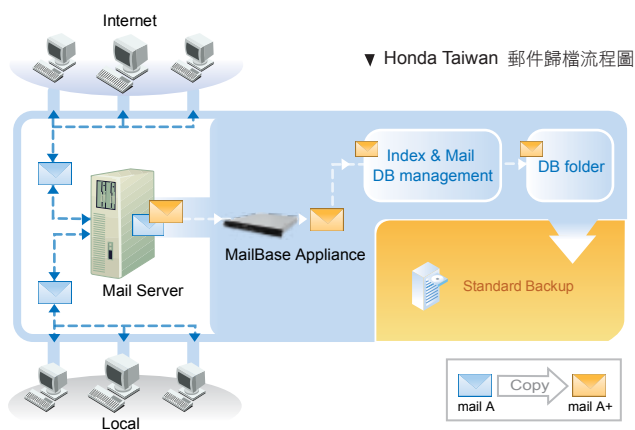 Internet
▼ Honda Taiwan 郵件歸檔流程圖
Index & Mail
DB management
DB folder
MailBase Appliance
Mail Server
Standard Backup
Copy
mail A
mail A+
Local